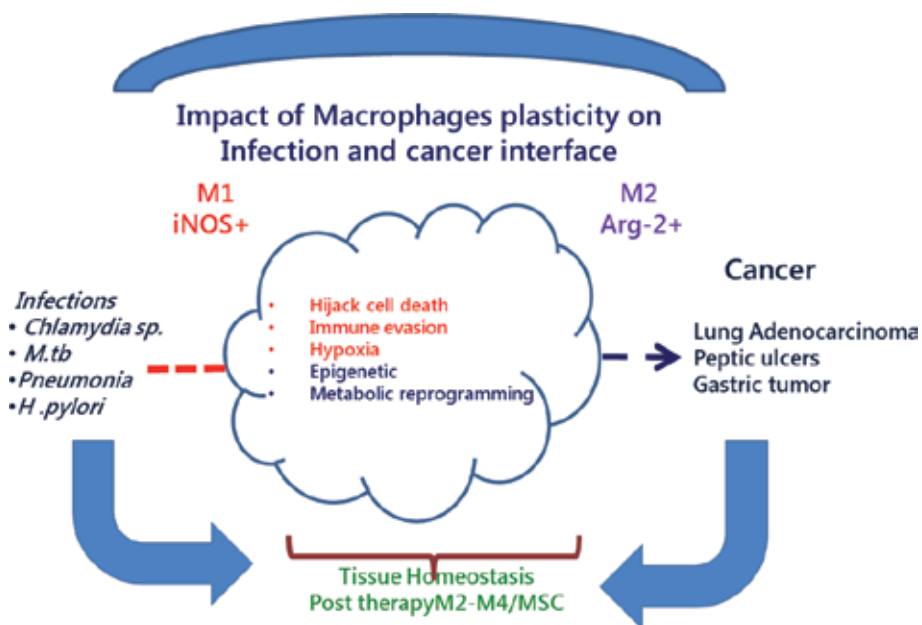 Impact of Macrophages plasticity on
Infection and cancer interface
M1
iNOS+
M2
Arg-2+
Infections
• Chlamydia sp.
• M.tb
•Pneumonia
•H .pylori
• Hijack cell death
• Immune evasion
• Hypoxia
• Epigenetic
• Metabolic reprogramming
Cancer
Lung Adenocarcinoma
Peptic ulcers
Gastric tumor
Tissue Homeostasis
Post therapyM2-M4/MSC